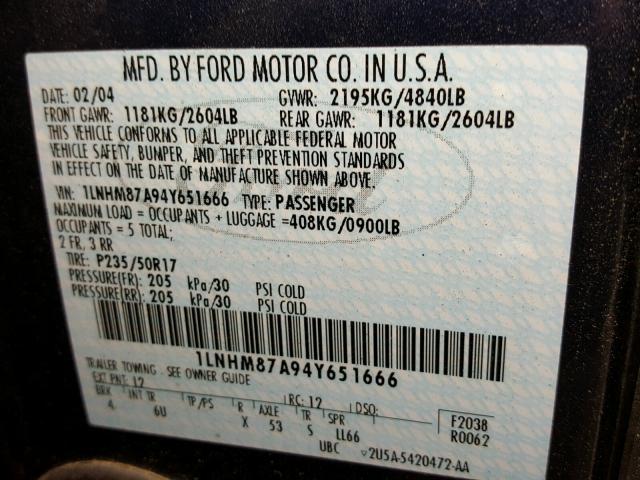 MFD. BY FORD MOTOR CO. IN U.S.A.
DATE: 02/04 GVWR: 2195KG/4840LB
FRONT GAWR: 1181KG/2604LB REAR GAWR: 1181KG/2604LB
THIS VEHICLE CONFORMS TO ALL APPLICABLE FEDERAL MOTOR
VEHICLE SAFETY, BUMPER, AND THEFT PREVENTION STANDARDS
IN EFFECT ON THE DATE OF MANUFACTURE SHOWN ABOVE.
VIN: 1LNHM87A94Y651666 TYPE: PASSENGER
MAXIMUM LOAD = OCCUPANTS + LUGGAGE =408KG/0900LB
OCCUPANTS = 5 TOTAL;
2 FR, 3 RR
TIRE: P235/50R17
PRESSURE(FR): 205 kPa/30 PSI COLD
PRESSURE(RR): 205 kPa/30 PSI COLD
1LNHM87A94Y651666
TRAILER TOWING - SEE OWNER GUIDE
EXT PNT: 12 RC: 12 DSO: F2038
BRK INT TR TP/PS R AXLE TR SPR R0062
4 6U X 53 S LL66
UBC ▽2U5A-5420472-AA